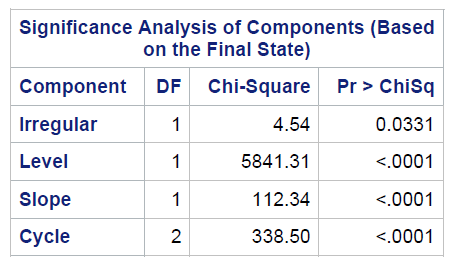 Significance Analysis of Components (Based
on the Final State)
Component DF Chi-Square Pr > ChiSq
Irregular 1 4.54 0.0331
Level 1 5841.31 <.0001
Slope 1 112.34 <.0001
Cycle 2 338.50 <.0001